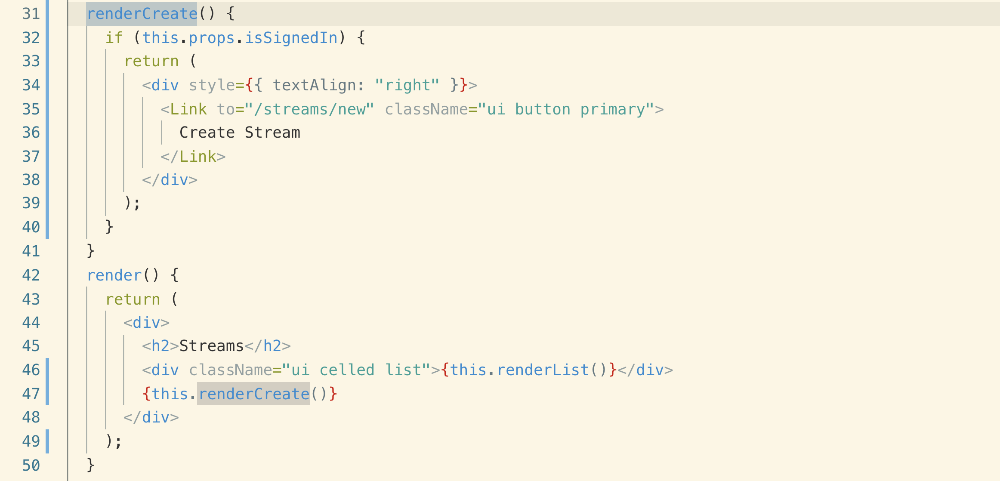 31 renderCreate() {
32 if (this.props.isSignedIn) {
33 return (
34 <div style={{ textAlign: "right" }}>
35 <Link to="/streams/new" className="ui button primary">
36 Create Stream
37 </Link>
38 </div>
39 );
40 }
41 }
42 render() {
43 return (
44 <div>
45 <h2>Streams</h2>
46 <div className="ui celled list">{this.renderList()}</div>
47 {this.renderCreate()}
48 </div>
49 );
50 }